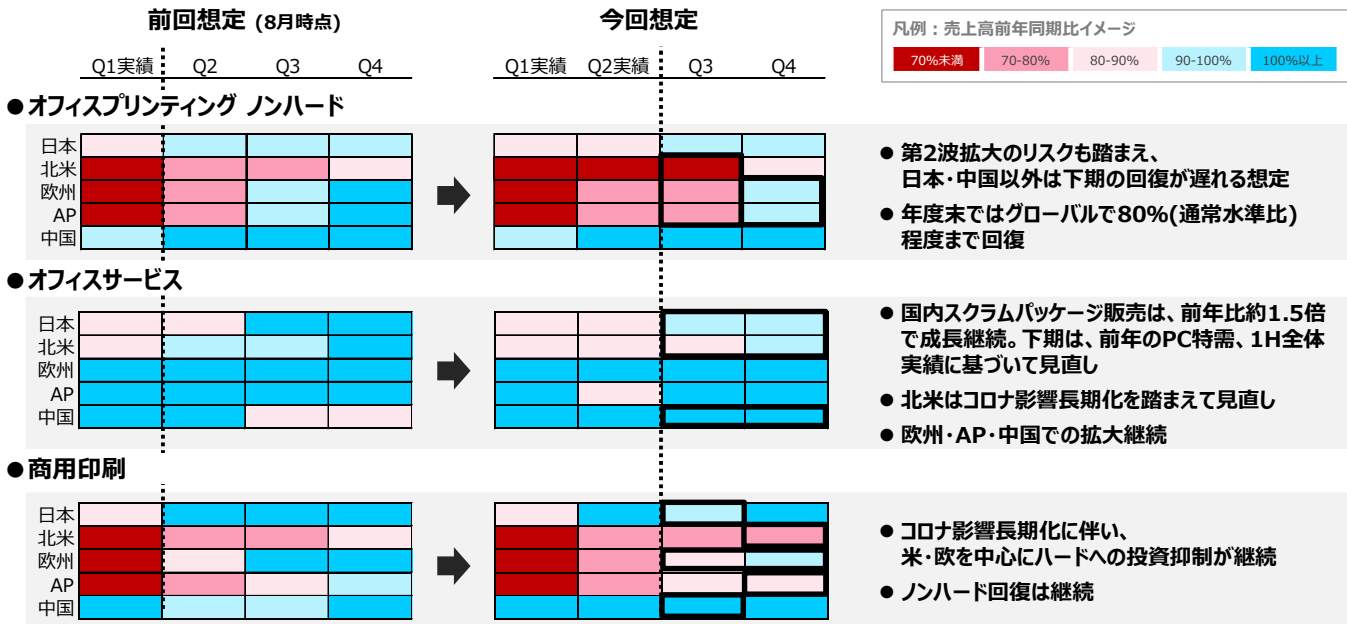 前回想定 (8月時点)
今回想定
凡例：売上高前年同期比イメージ
70%未満 70-80% 80-90% 90-100% 100%以上
Q1実績 Q2 Q3 Q4
Q1実績 Q2実績 Q3 Q4
●オフィスプリンティング ノンハード
日本
北米
欧州
AP
中国
● 第2波拡大のリスクも踏まえ、
日本・中国以外は下期の回復が遅れる想定
● 年度末ではグローバルで80%(通常水準比)
程度まで回復
●オフィスサービス
日本
北米
欧州
AP
中国
● 国内スクラムパッケージ販売は、前年比約1.5倍
で成長継続。下期は、前年のPC特需、1H全体
実績に基づいて見直し
● 北米はコロナ影響長期化を踏まえて見直し
● 欧州・AP・中国での拡大継続
●商用印刷
日本
北米
欧州
AP
中国
● コロナ影響長期化に伴い、
米・欧を中心にハードへの投資抑制が継続
● ノンハード回復は継続